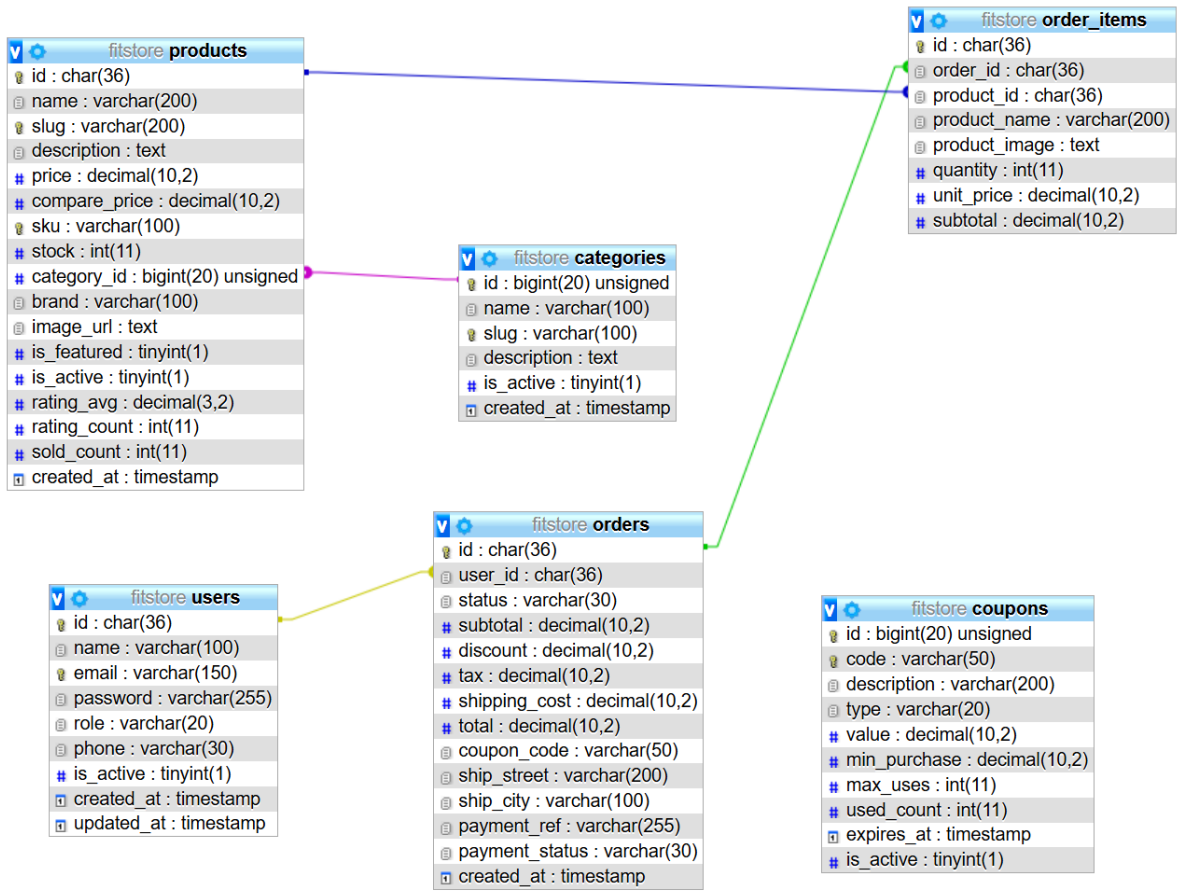 fitstore products
id : char(36)
name : varchar(200)
slug : varchar(200)
description : text
price : decimal(10,2)
compare_price : decimal(10,2)
sku : varchar(100)
stock : int(11)
category_id : bigint(20) unsigned
brand : varchar(100)
image_url : text
is_featured : tinyint(1)
is_active : tinyint(1)
rating_avg : decimal(3,2)
rating_count : int(11)
sold_count : int(11)
created_at : timestamp
fitstore order_items
id : char(36)
order_id : char(36)
product_id : char(36)
product_name : varchar(200)
product_image : text
quantity : int(11)
unit_price : decimal(10,2)
subtotal : decimal(10,2)
fitstore categories
id : bigint(20) unsigned
name : varchar(100)
slug : varchar(100)
description : text
is_active : tinyint(1)
created_at : timestamp
fitstore users
id : char(36)
name : varchar(100)
email : varchar(150)
password : varchar(255)
role : varchar(20)
phone : varchar(30)
is_active : tinyint(1)
created_at : timestamp
updated_at : timestamp
fitstore orders
id : char(36)
user_id : char(36)
status : varchar(30)
subtotal : decimal(10,2)
discount : decimal(10,2)
tax : decimal(10,2)
shipping_cost : decimal(10,2)
total : decimal(10,2)
coupon_code : varchar(50)
ship_street : varchar(200)
ship_city : varchar(100)
payment_ref : varchar(255)
payment_status : varchar(30)
created_at : timestamp
fitstore coupons
id : bigint(20) unsigned
code : varchar(50)
description : varchar(200)
type : varchar(20)
value : decimal(10,2)
min_purchase : decimal(10,2)
max_uses : int(11)
used_count : int(11)
expires_at : timestamp
is_active : tinyint(1)